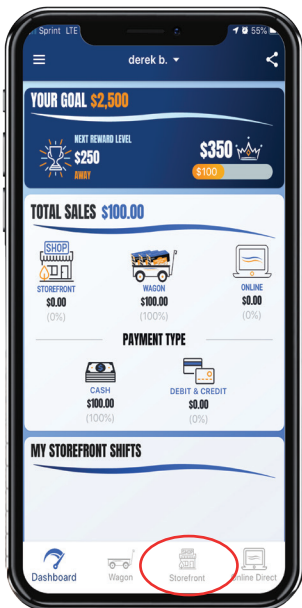 Sprint LTE
55%
derek b.
YOUR GOAL $2,500
NEXT REWARD LEVEL
$250
AWAY
$350
$100
TOTAL SALES $100.00
SHOP
STOREFRONT
$0.00
(0%)
WAGON
$100.00
(100%)
ONLINE
$0.00
(0%)
PAYMENT TYPE
CASH
$100.00
(100%)
DEBIT & CREDIT
$0.00
(0%)
MY STOREFRONT SHIFTS
Dashboard
Wagon
Storefront
Online Direct